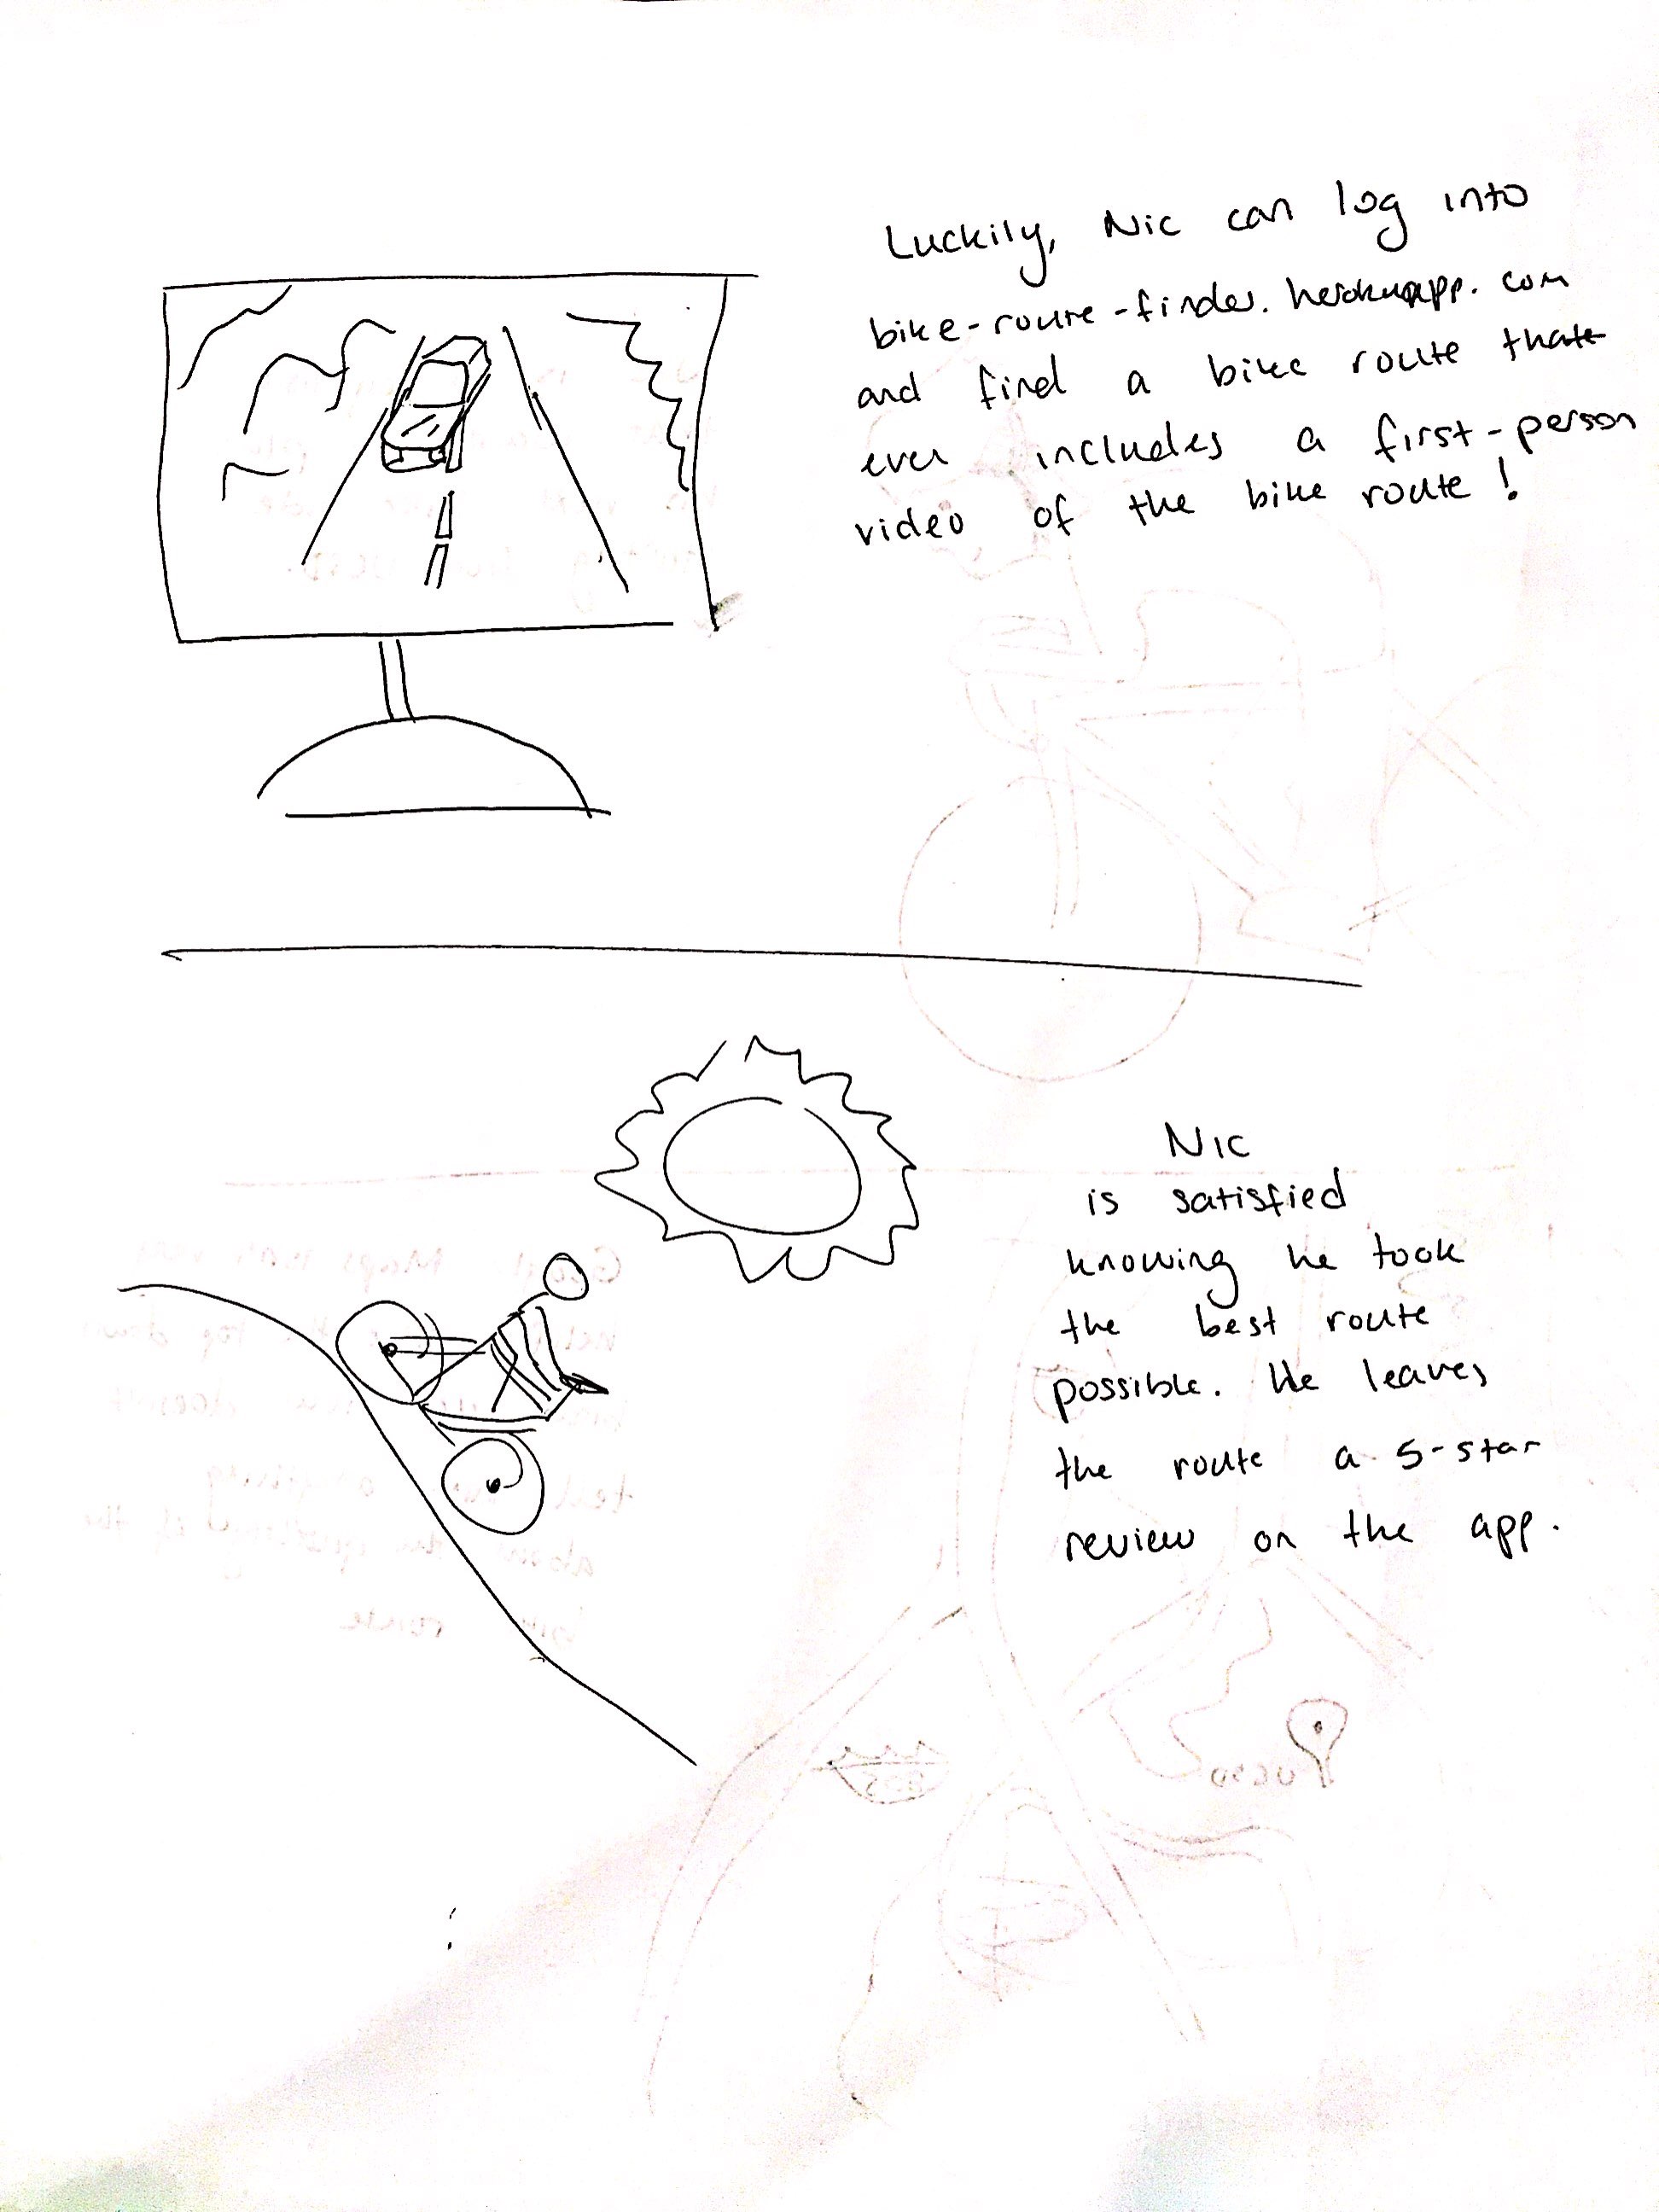 Luckily, Nic can log into
bike-route-finder.herokuapp.com
and find a bike route that
even includes a first-person
video of the bike route!
Nic
is satisfied
knowing he took
the best route
possible. He leaves
the route a 5-star
review on the app.